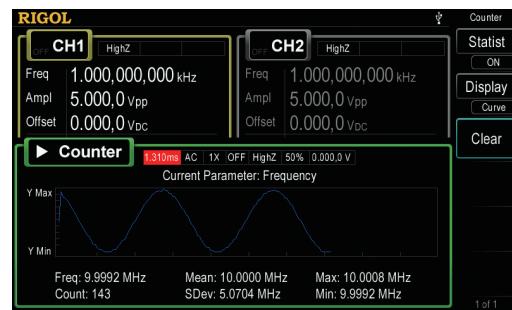 RIGOL
Counter
OFF CH1 HighZ
OFF CH2 HighZ
Statist
ON
Freq 1.000,000,000 kHz
Freq 1.000,000,000 kHz
Display
Curve
Ampl 5.000,0 Vpp
Ampl 5.000,0 Vpp
Offset 0.000,0 VDC
Offset 0.000,0 VDC
Clear
Counter 1.310ms AC 1X OFF HighZ 50% 0.000,0 V
Current Parameter: Frequency
Y Max
Y Min
Freq: 9.9992 MHz Mean: 10.0000 MHz Max: 10.0008 MHz
Count: 143 SDev: 5.0704 MHz Min: 9.9992 MHz
1 of 1